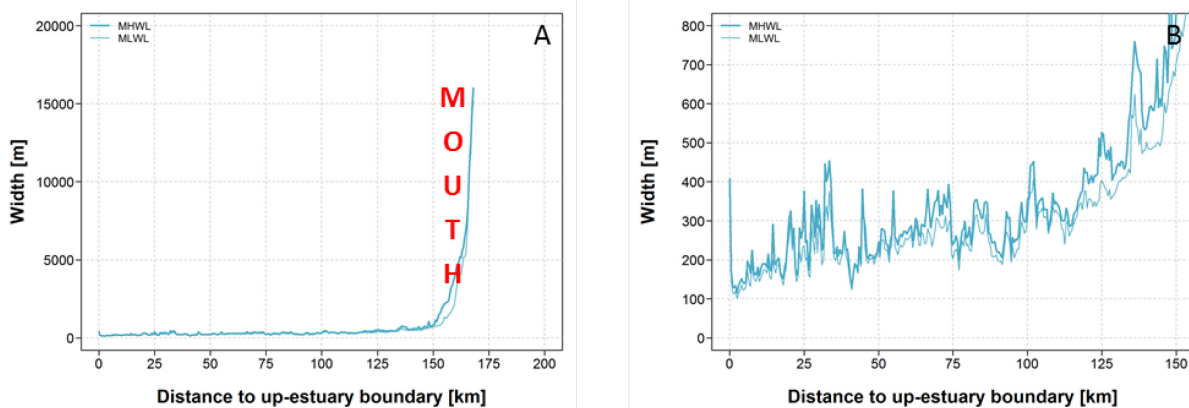 MHWL
MLWL
A
20000
15000
10000
5000
0
Width [m]
M
O
U
T
H
0
25
50
75
100
125
150
175
200
Distance to up-estuary boundary [km]
MHWL
MLWL
B
800
700
600
500
400
300
200
100
0
Width [m]
0
25
50
75
100
125
150
Distance to up-estuary boundary [km]